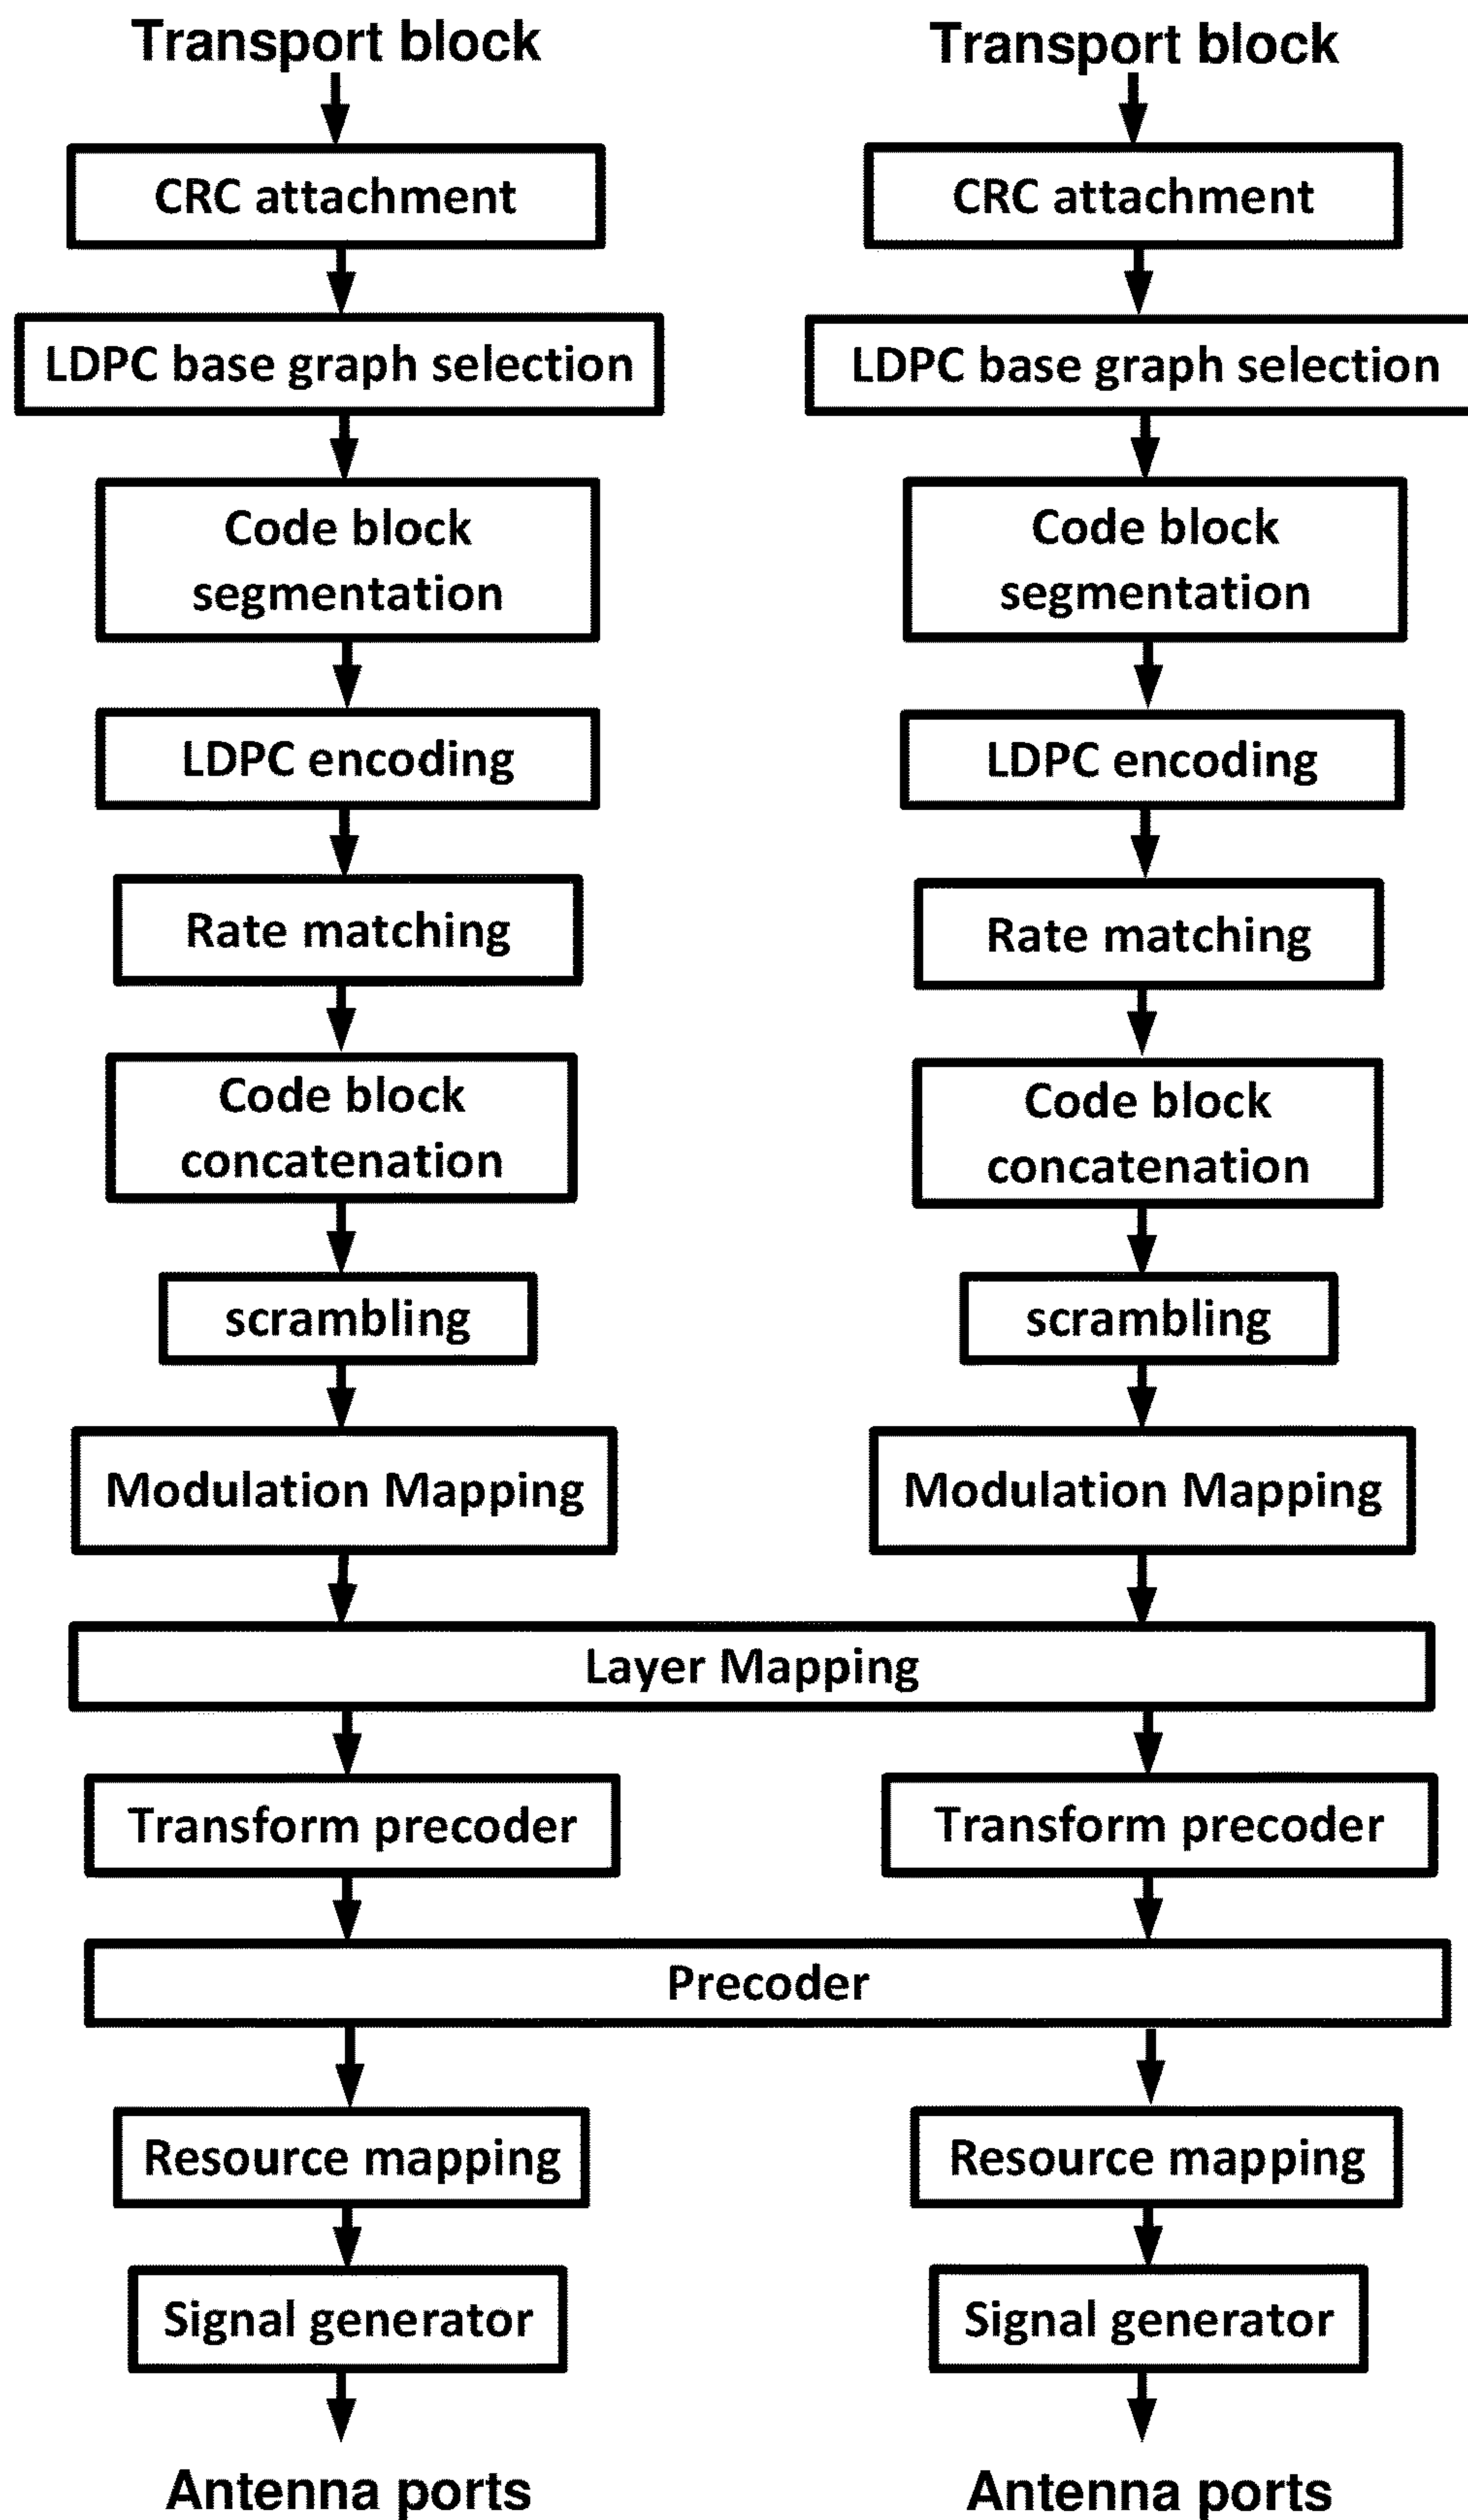 Transport block
Transport block
CRC attachment
CRC attachment
LDPC base graph selection
LDPC base graph selection
Code block
segmentation
Code block
segmentation
LDPC encoding
LDPC encoding
Rate matching
Rate matching
Code block
concatenation
Code block
concatenation
scrambling
scrambling
Modulation Mapping
Modulation Mapping
Layer Mapping
Transform precoder
Transform precoder
Precoder
Resource mapping
Resource mapping
Signal generator
Signal generator
Antenna ports
Antenna ports